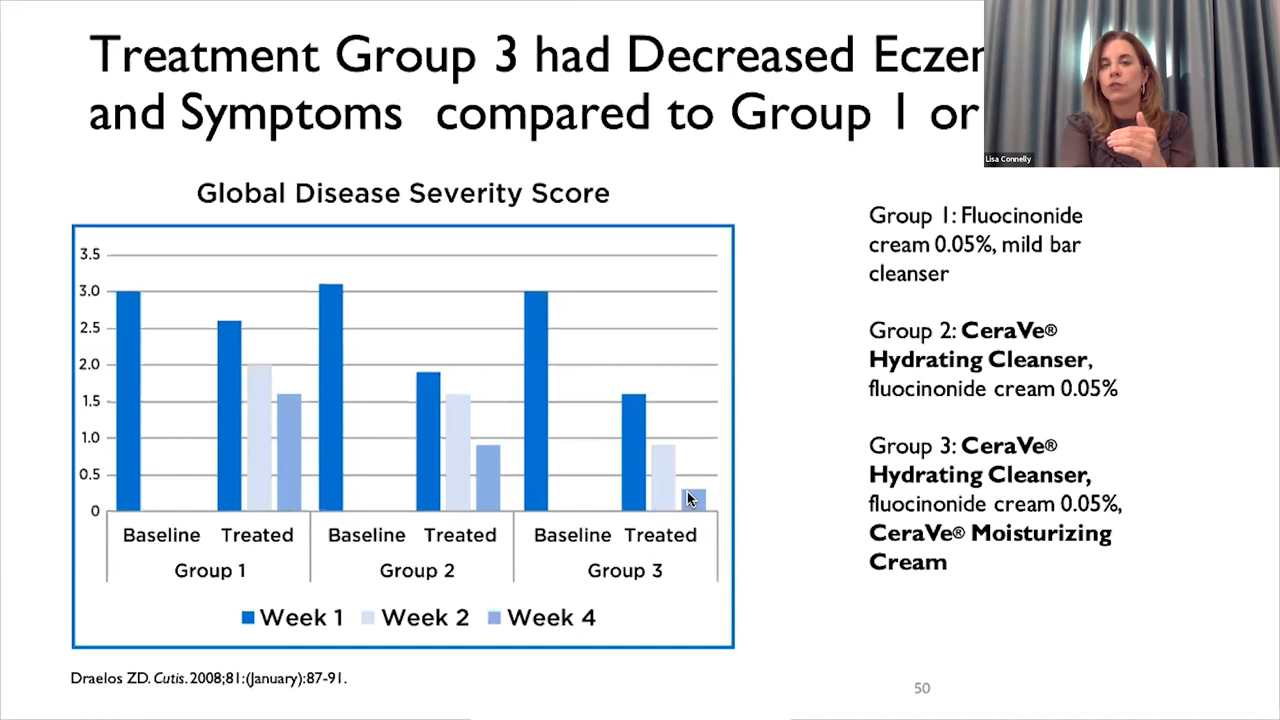 Treatment Group 3 had Decreased
and Symptoms compared to Group 1 or
Lisa Connelly
Global Disease Severity Score
3.5
3.0
2.5
2.0
1.5
1.0
0.5
0
Baseline Treated Baseline Treated Baseline Treated
Group 1 Group 2 Group 3
Week 1 Week 2 Week 4
Group 1: Fluocinonide
cream 0.05%, mild bar
cleanser
Group 2: CeraVe®
Hydrating Cleanser,
fluocinonide cream 0.05%
Group 3: CeraVe®
Hydrating Cleanser,
fluocinonide cream 0.05%,
CeraVe® Moisturizing
Cream
Draelos ZD. Cutis. 2008;81:(January):87-91.
50